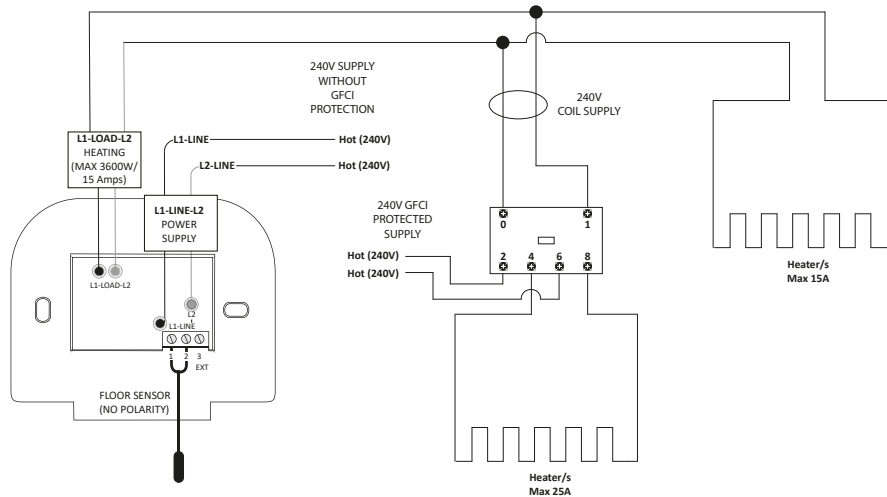 240V SUPPLY
WITHOUT
GFCI
PROTECTION
240V
COIL SUPPLY
L1-LOAD-L2
HEATING
(MAX 3600W/
15 Amps)
L1-LINE
Hot (240V)
L2-LINE
Hot (240V)
L1-LINE-L2
POWER
SUPPLY
240V GFCI
PROTECTED
SUPPLY
Hot (240V)
Hot (240V)
0 1
2 4 6 8
Heater/s
Max 15A
L1-LOAD-L2
L2
L1-LINE
1 2 3
EXT
FLOOR SENSOR
(NO POLARITY)
Heater/s
Max 25A